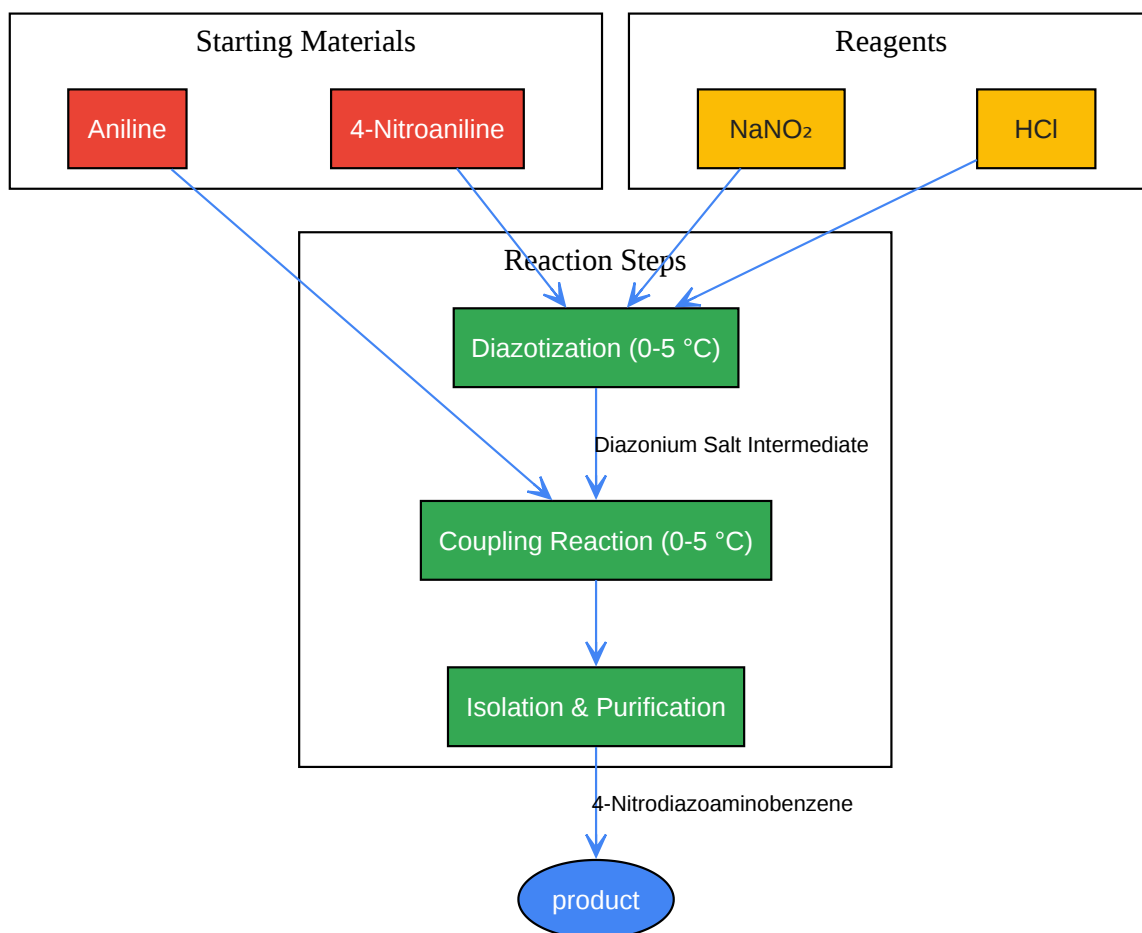 Starting Materials
Reagents
Aniline
4-Nitroaniline
NaNO₂
HCl
Reaction Steps
Diazotization (0-5 °C)
Diazonium Salt Intermediate
Coupling Reaction (0-5 °C)
Isolation & Purification
4-Nitrodiazoaminobenzene
product